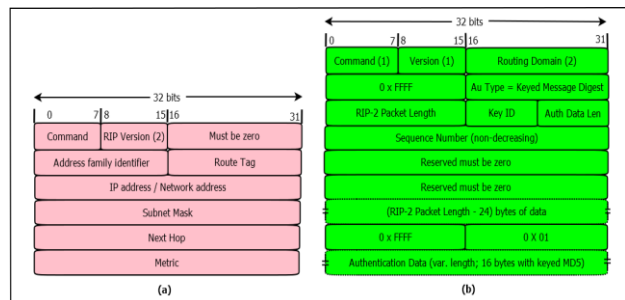 32 bits
0 7 8 15 16 31
Command RIP Version (2) Must be zero
Address family identifier Route Tag
IP address / Network address
Subnet Mask
Next Hop
Metric
(a)
32 bits
0 7 8 15 16 31
Command (1) Version (1) Routing Domain (2)
0 x FFFF Au Type = Keyed Message Digest
RIP-2 Packet Length Key ID Auth Data Len
Sequence Number (non-decreasing)
Reserved must be zero
Reserved must be zero
(RIP-2 Packet Length - 24) bytes of data
0 x FFFF 0 X 01
Authentication Data (var. length; 16 bytes with keyed MD5)
(b)